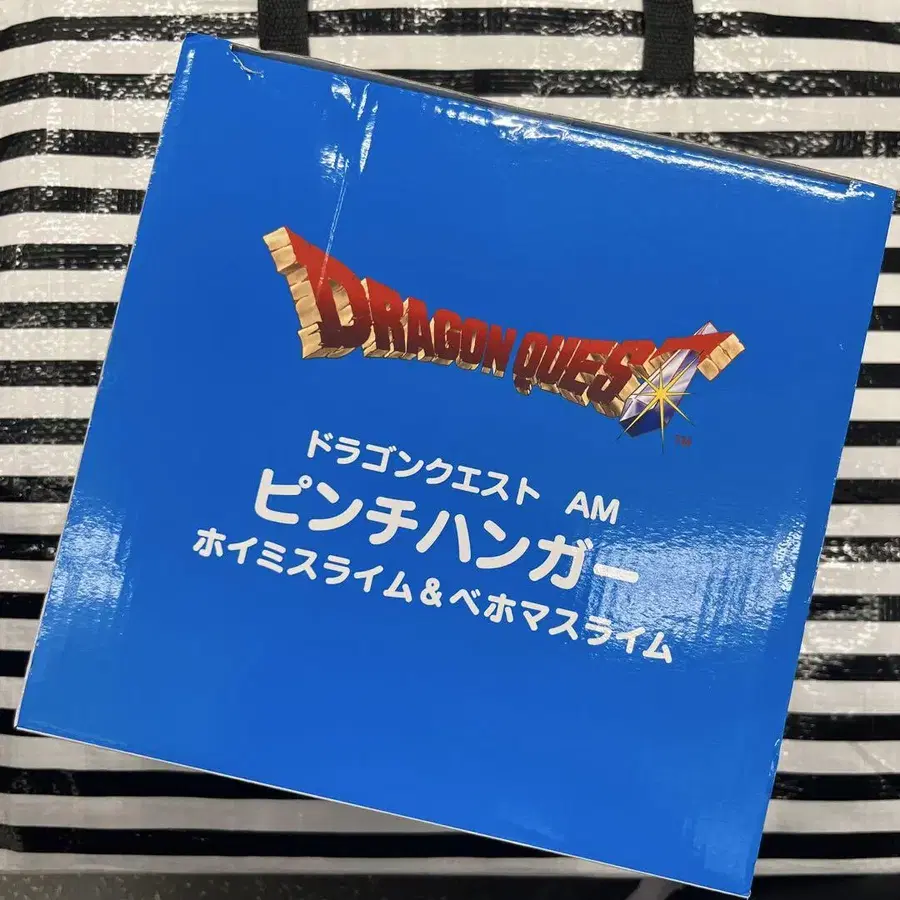 DRAGON QUEST
TM
ドラゴンクエスト AM
ピンチハンガー
ホイミスライム&ベホマスライム